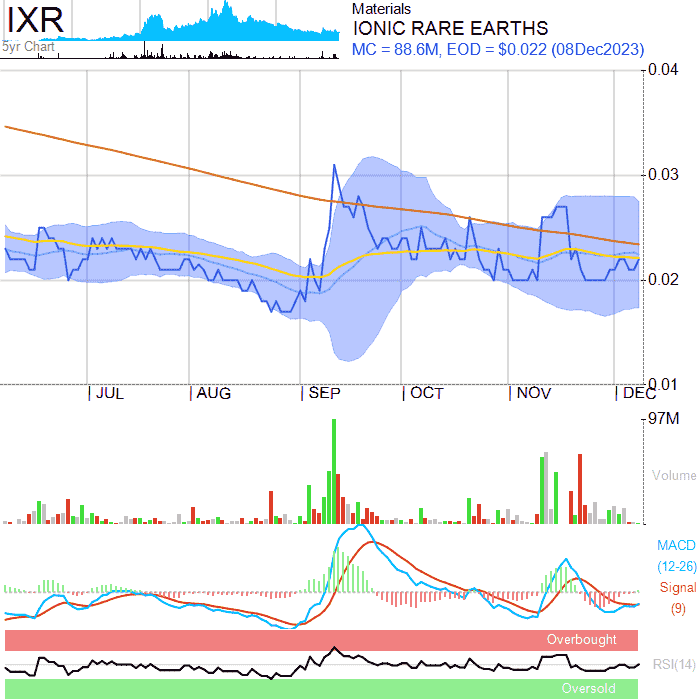 IXR
5yr Chart
Materials
IONIC RARE EARTHS
MC = 88.6M, EOD = $0.022 (08Dec2023)
0.04
0.03
0.02
0.01
JUL AUG SEP OCT NOV DEC
97M
Volume
MACD
(12-26)
Signal
(9)
Overbought
RSI(14)
Oversold